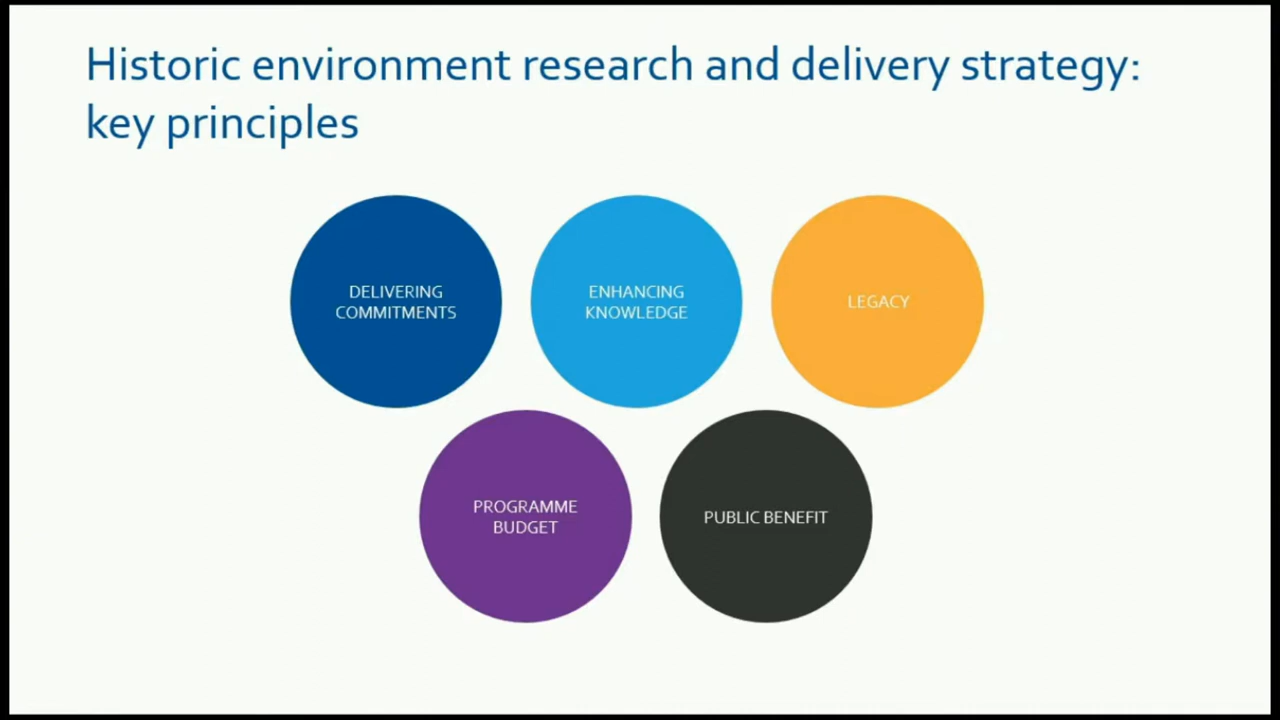 Historic environment research and delivery strategy:
key principles
DELIVERING
COMMITMENTS
ENHANCING
KNOWLEDGE
LEGACY
PROGRAMME
BUDGET
PUBLIC BENEFIT